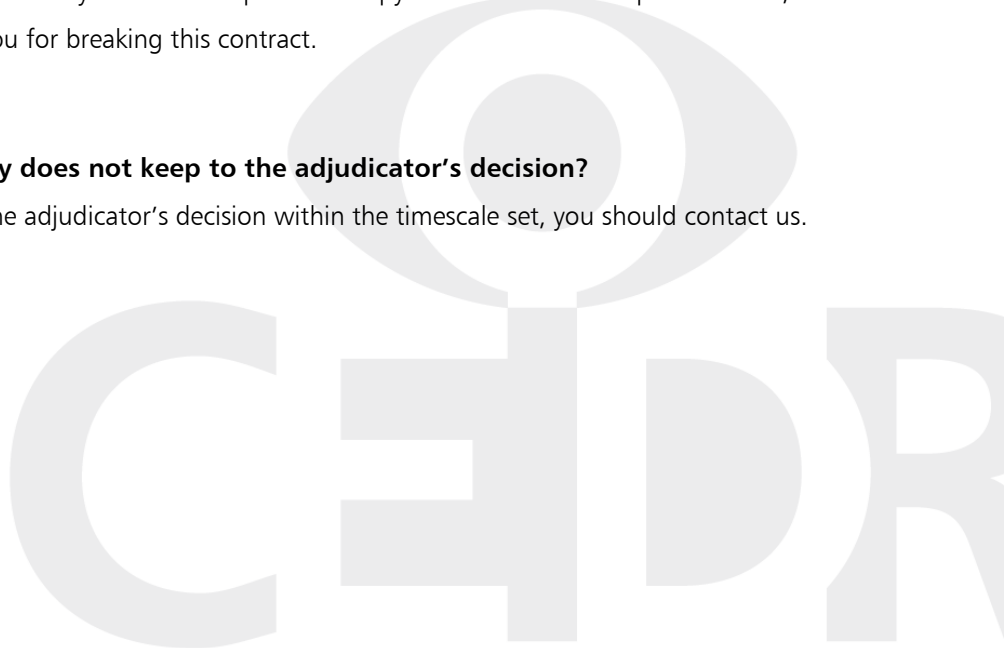 ou for breaking this contract.
y does not keep to the adjudicator’s decision?
ne adjudicator’s decision within the timescale set, you should contact us.
CEDR